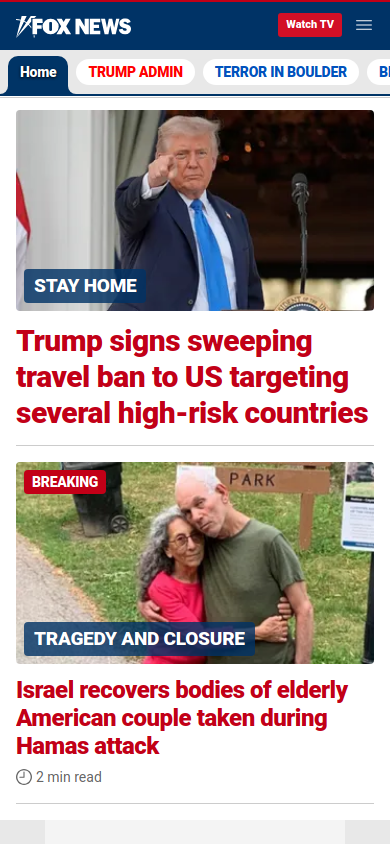 FOX NEWS
Watch TV
Home
TRUMP ADMIN
TERROR IN BOULDER
STAY HOME
Trump signs sweeping
travel ban to US targeting
several high-risk countries
BREAKING
PARK
TRAGEDY AND CLOSURE
Israel recovers bodies of elderly
American couple taken during
Hamas attack
2 min read